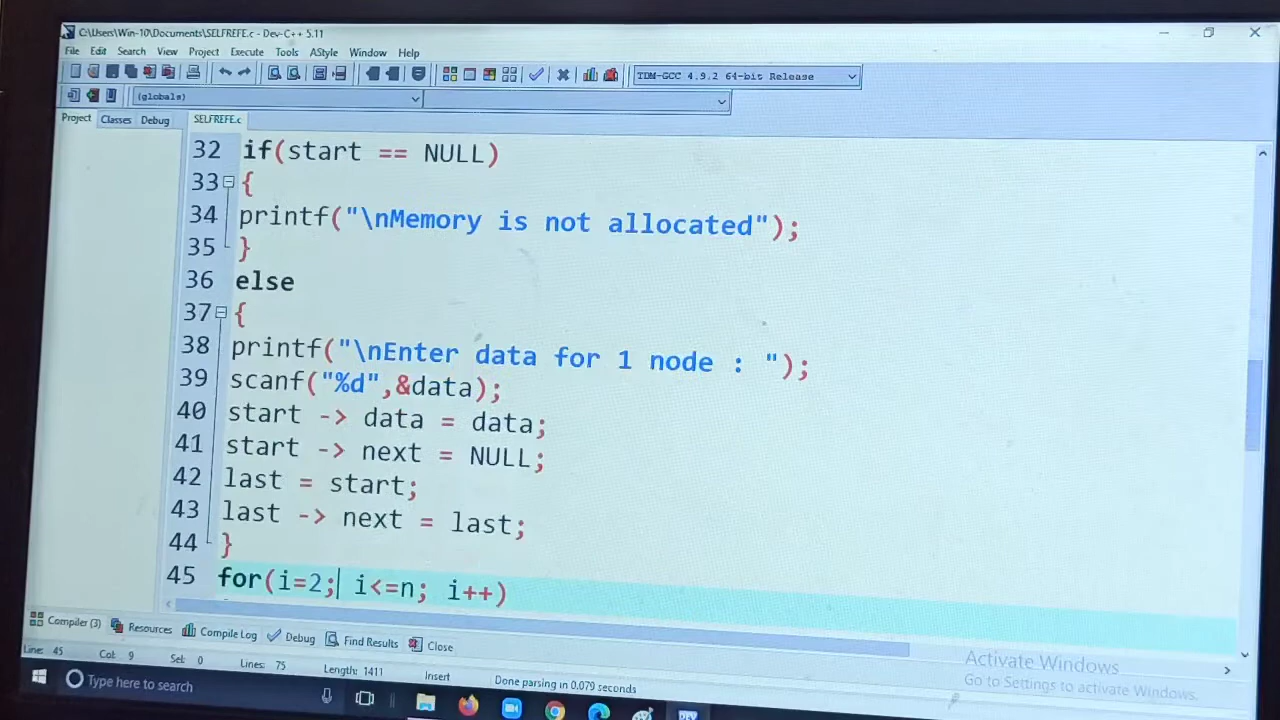 C:\Users\Win-10\Documents\SELFREFE.c - Dev-C++ 5.11
File Edit Search View Project Execute Tools AStyle Window Help
TDM-GCC 4.9.2 64-bit Release
(globals)
Project Classes Debug SELFREFE.c
32 if(start == NULL)
33 {
34 printf("\nMemory is not allocated");
35 }
36 else
37 {
38 printf("\nEnter data for 1 node : ");
39 scanf("%d",&data);
40 start -> data = data;
41 start -> next = NULL;
42 last = start;
43 last -> next = last;
44 }
45 for(i=2; i<=n; i++)
Compiler (3) Resources Compile Log Debug Find Results Close
Line: 45 Col: 9 Sel: 0 Lines: 75 Length: 1411 Insert Done parsing in 0.079 seconds
Activate Windows
Go to Settings to activate Windows.
Type here to search
DEV